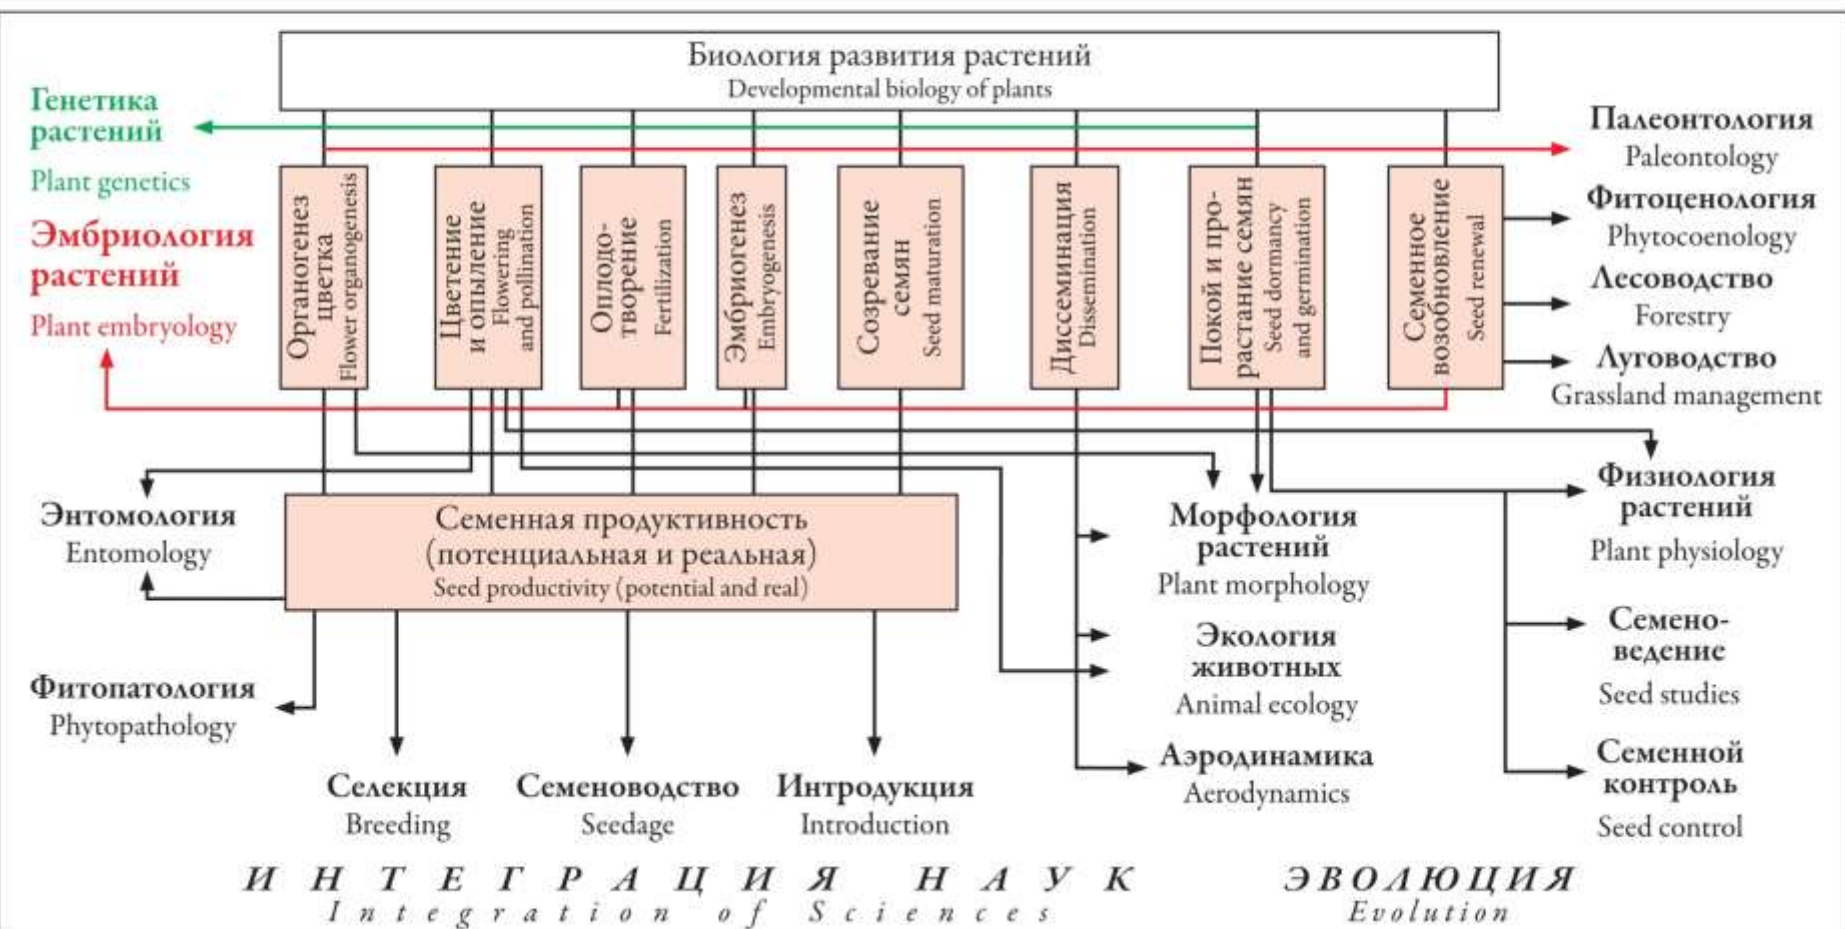 Биология развития растений
Developmental biology of plants
Генетика
растений
Plant genetics
Эмбриология
растений
Plant embryology
Органогенез
цветка
Flower organogenesis
Цветение
и опыление
Flowering
and pollination
Оплодо-
творение
Fertilization
Эмбриогенез
Embryogenesis
Созревание
семян
Seed maturation
Диссеминация
Dissemination
Покой и про-
растание семян
Seed dormancy
and germination
Семенное
возобновление
Seed renewal
Палеонтология
Paleontology
Фитоценология
Phytocoenology
Лесоводство
Forestry
Луговодство
Grassland management
Энтомология
Entomology
Семенная продуктивность
(потенциальная и реальная)
Seed productivity (potential and real)
Морфология
растений
Plant morphology
Физиология
растений
Plant physiology
Экология
животных
Animal ecology
Семено-
ведение
Seed studies
Фитопатология
Phytopathology
Аэродинамика
Aerodynamics
Семенной
контроль
Seed control
Селекция
Breeding
Семеноводство
Seedage
Интродукция
Introduction
ИНТЕГРАЦИЯ НАУК
Integration of Sciences
ЭВОЛЮЦИЯ
Evolution